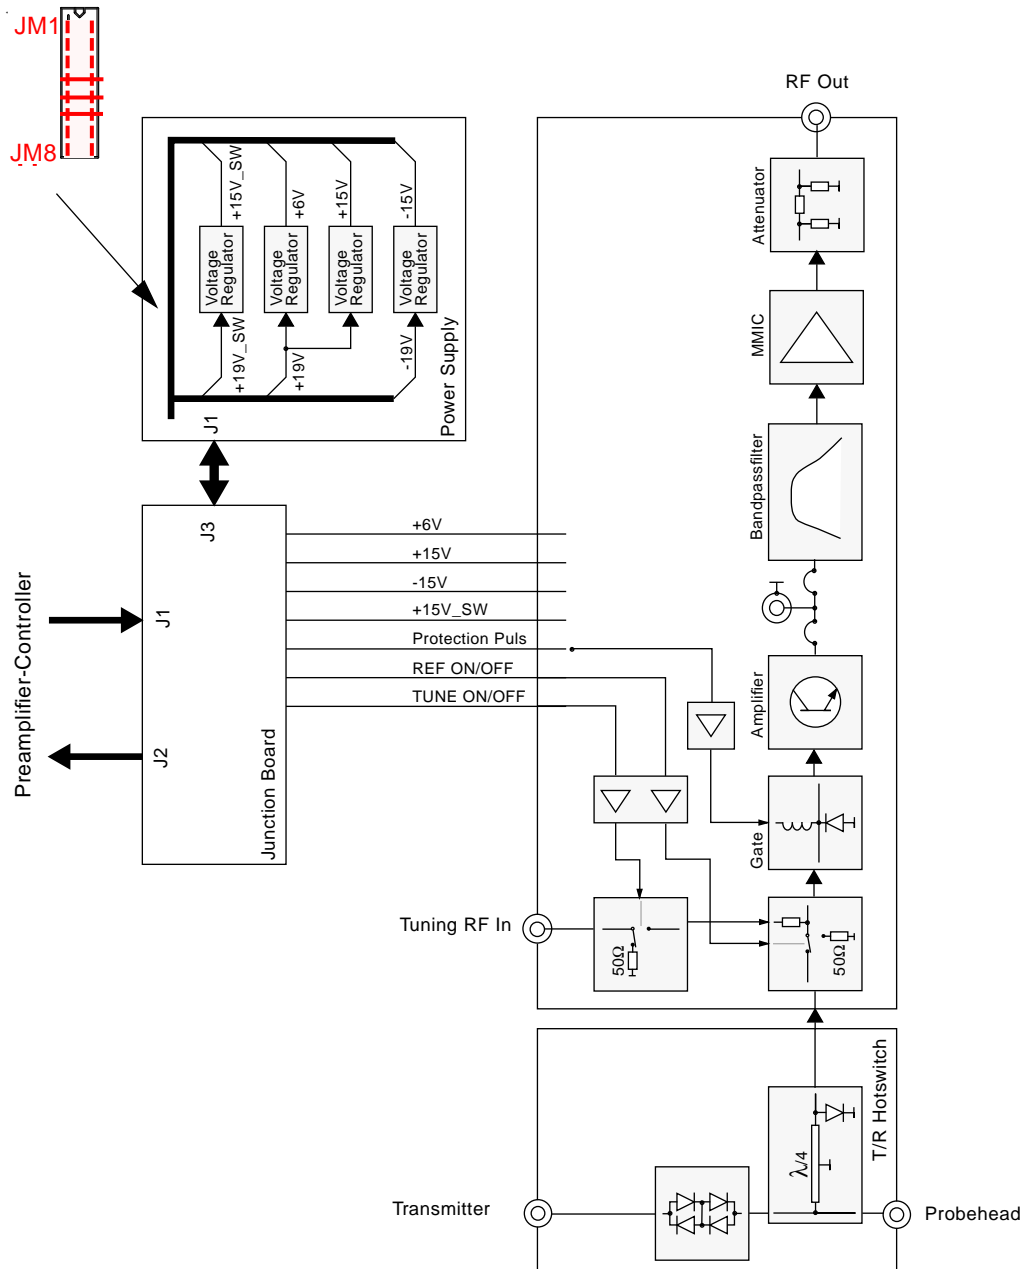 JM1
JM8
RF Out
+15V_SW
+6V
+15V
-15V
Voltage
Regulator
Voltage
Regulator
Voltage
Regulator
Voltage
Regulator
+19V_SW
+19V
-19V
J1
Power Supply
Attenuator
MMIC
Bandpassfilter
J3
+6V
+15V
-15V
+15V_SW
Protection Puls
REF ON/OFF
TUNE ON/OFF
Preamplifier-Controller
J1
J2
Junction Board
Amplifier
Gate
Tuning RF In
50Ω
50Ω
T/R Hotswitch
λ/4
Transmitter
Probehead